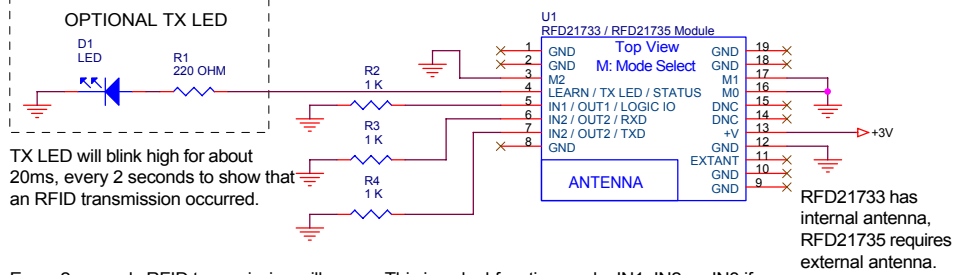 OPTIONAL TX LED
D1
LED
R1
220 OHM
TX LED will blink high for about
20ms, every 2 seconds to show that
an RFID transmission occurred.
R2
1 K
R3
1 K
R4
1 K
U1
RFD21733 / RFD21735 Module
Top View
M: Mode Select
1 GND
2 GND
3 M2
4 LEARN / TX LED / STATUS
5 IN1 / OUT1 / LOGIC IO
6 IN2 / OUT2 / RXD
7 IN2 / OUT2 / TXD
8 GND
GND 19
GND 18
M1 17
M0 16
DNC 15
DNC 14
+V 13
GND 12
EXTANT 11
GND 10
GND 9
ANTENNA
+3V
RFD21733 has
internal antenna,
RFD21735 requires
external antenna.